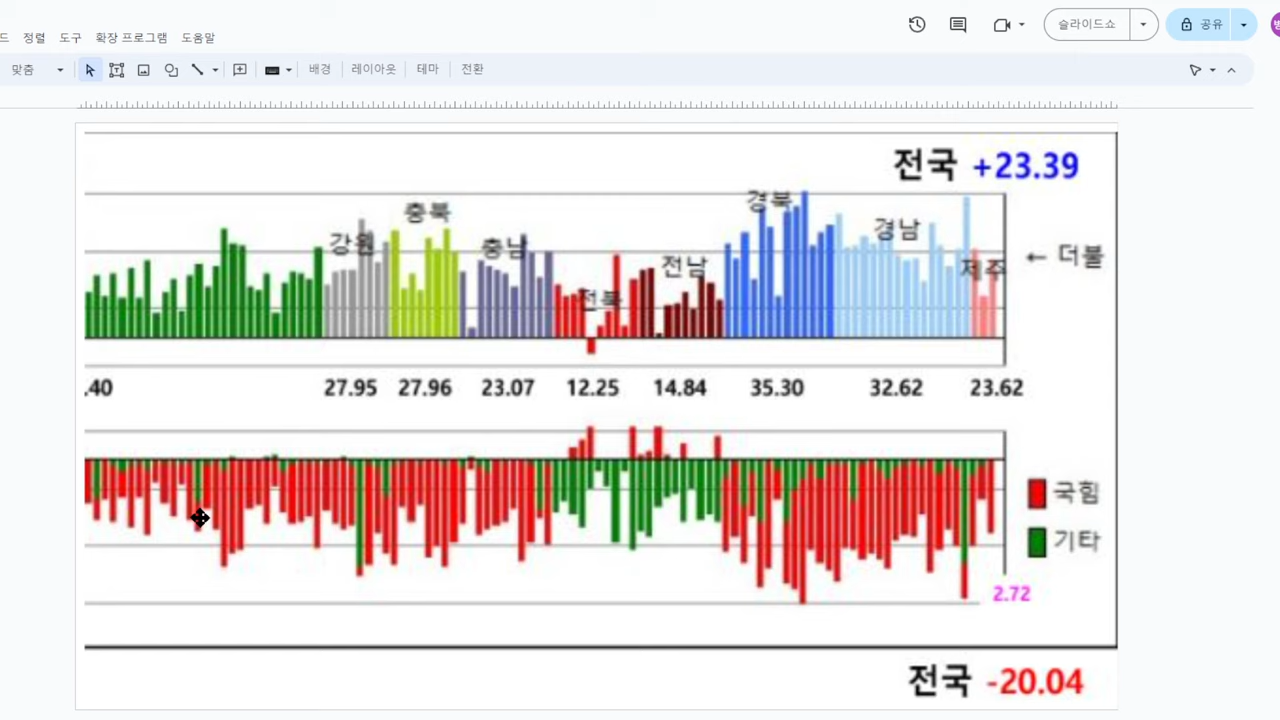 드 정렬 도구 확장 프로그램 도움말
슬라이드쇼
공유
맞춤
배경 레이아웃 테마 전환
전국 +23.39
강원 충북 충남 전북 전남 경북 경남 제주
← 더불
.40 27.95 27.96 23.07 12.25 14.84 35.30 32.62 23.62
국힘
기타
2.72
전국 -20.04